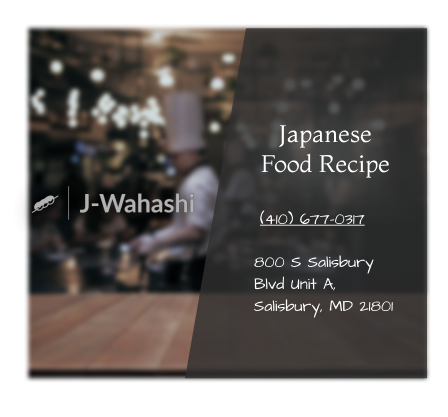 J-Wahashi
Japanese
Food Recipe
(410) 677-0317
800 S Salisbury
Blvd Unit A,
Salisbury, MD 21801